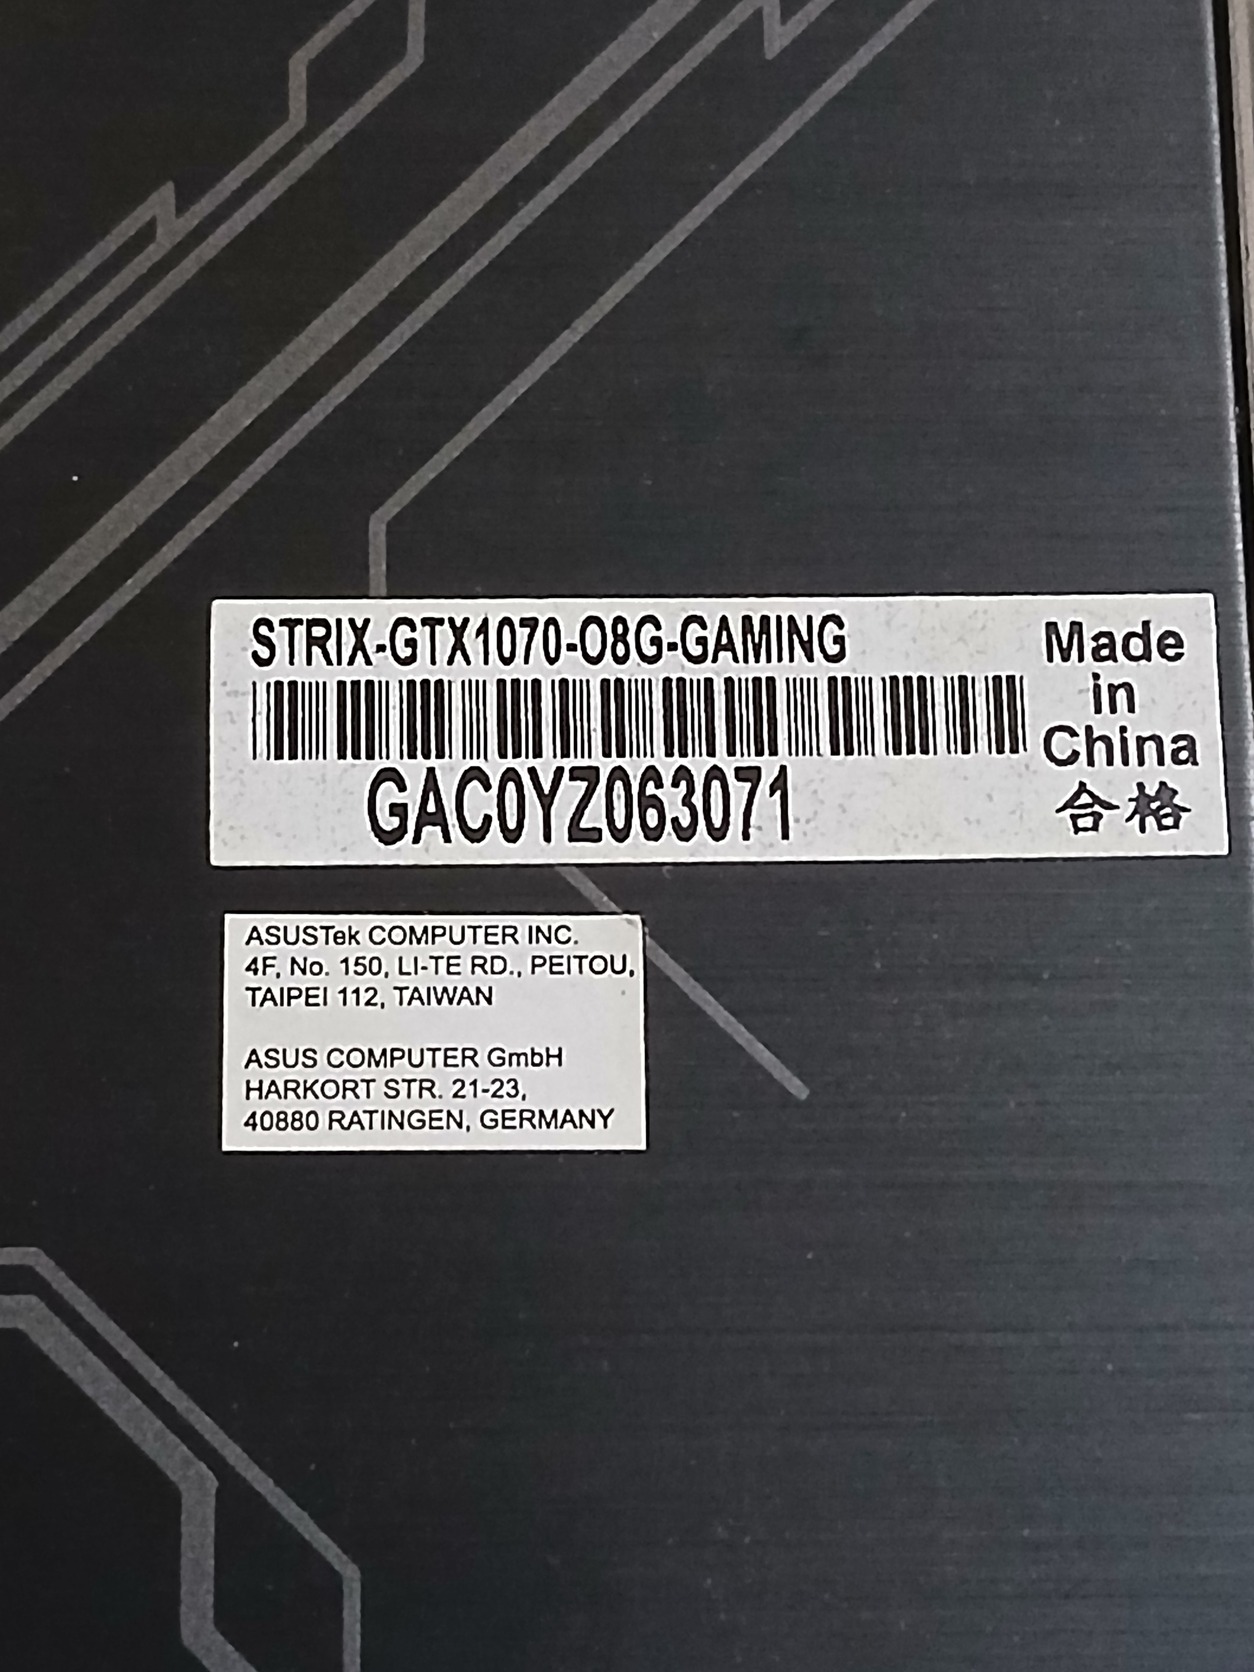 STRIX-GTX1070-O8G-GAMING
GAC0YZ063071
Made
in
China
合格
ASUSTek COMPUTER INC.
4F, No. 150, LI-TE RD., PEITOU,
TAIPEI 112, TAIWAN
ASUS COMPUTER GmbH
HARKORT STR. 21-23,
40880 RATINGEN, GERMANY